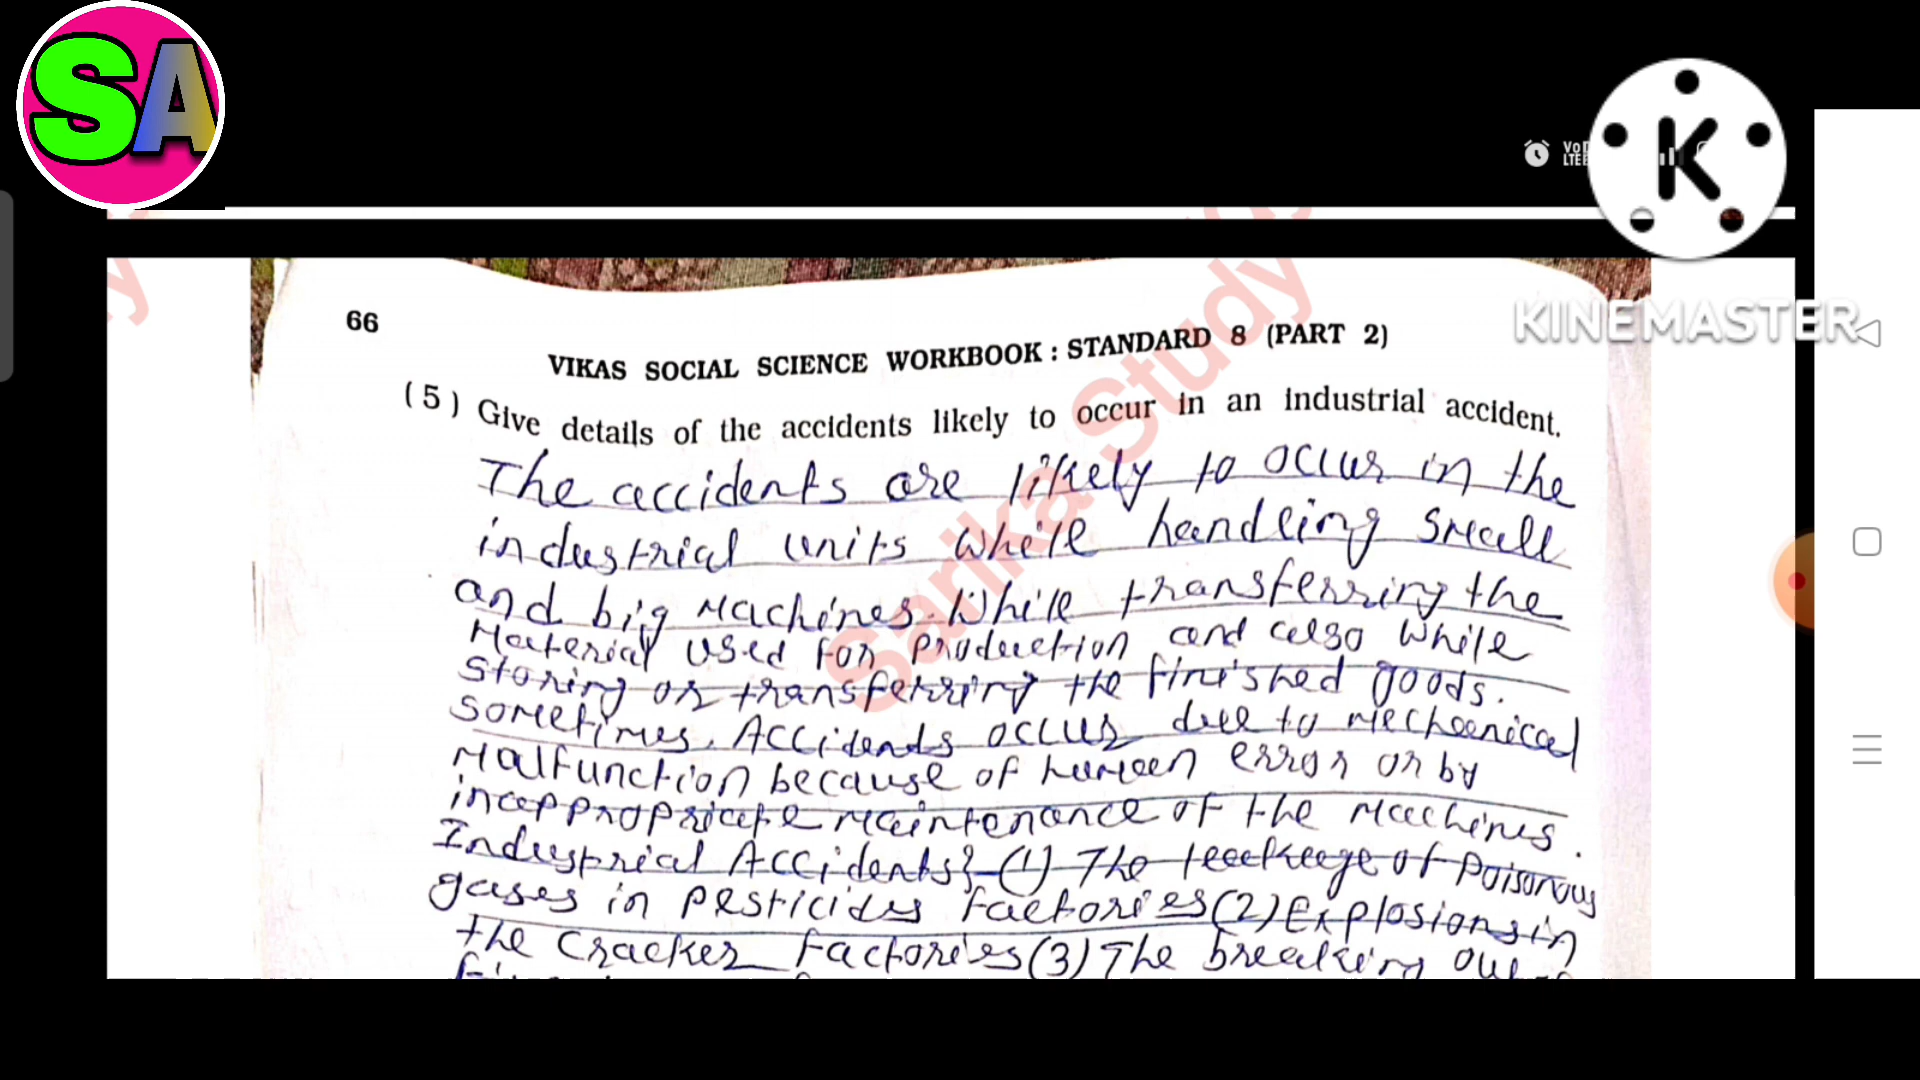 SA
VoD
LTEE
K
KINEMASTER
66
VIKAS SOCIAL SCIENCE WORKBOOK : STANDARD 8 (PART 2)
(5) Give details of the accidents likely to occur in an industrial accident.
The accidents are likely to occur in the
industrial units while handling small
and big machines. While transferring the
Material used for production and also while
storing or transferring the finished goods.
sometimes. Accidends occur due to mechanical
Malfunction because of human error or by
inappropriate maintenance of the machines.
Industrial Accidents? (1) The leakage of poisonous
gases in pesticides factories (2) Explosions in
the cracker factories (3) The breaking out
Sarika Study